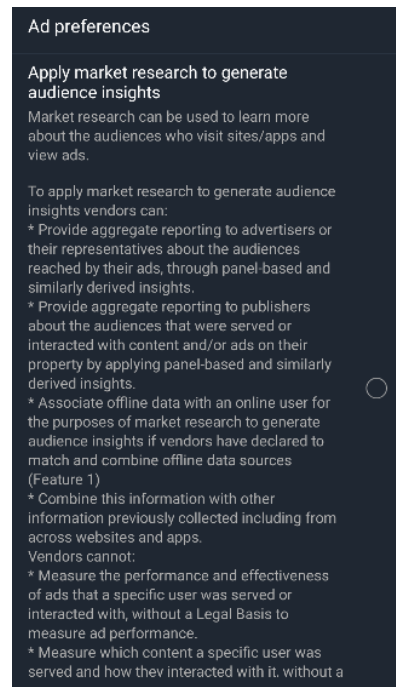 Ad preferences
Apply market research to generate
audience insights
Market research can be used to learn more
about the audiences who visit sites/apps and
view ads.
To apply market research to generate audience
insights vendors can:
* Provide aggregate reporting to advertisers or
their representatives about the audiences
reached by their ads, through panel-based and
similarly derived insights.
* Provide aggregate reporting to publishers
about the audiences that were served or
interacted with content and/or ads on their
property by applying panel-based and similarly
derived insights.
* Associate offline data with an online user for
the purposes of market research to generate
audience insights if vendors have declared to
match and combine offline data sources
(Feature 1)
* Combine this information with other
information previously collected including from
across websites and apps.
Vendors cannot:
* Measure the performance and effectiveness
of ads that a specific user was served or
interacted with, without a Legal Basis to
measure ad performance.
* Measure which content a specific user was
served and how they interacted with it, without a